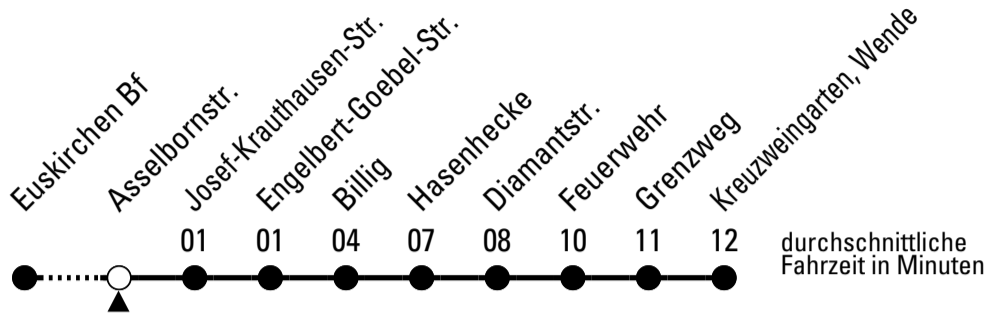 Euskirchen Bf
Asselbornstr.
Josef-Krauthausen-Str.
Engelbert-Goebel-Str.
Billig
Hasenhecke
Diamantstr.
Feuerwehr
Grenzweg
Kreuzweingarten, Wende
01 01 04 07 08 10 11 12
durchschnittliche
Fahrzeit in Minuten